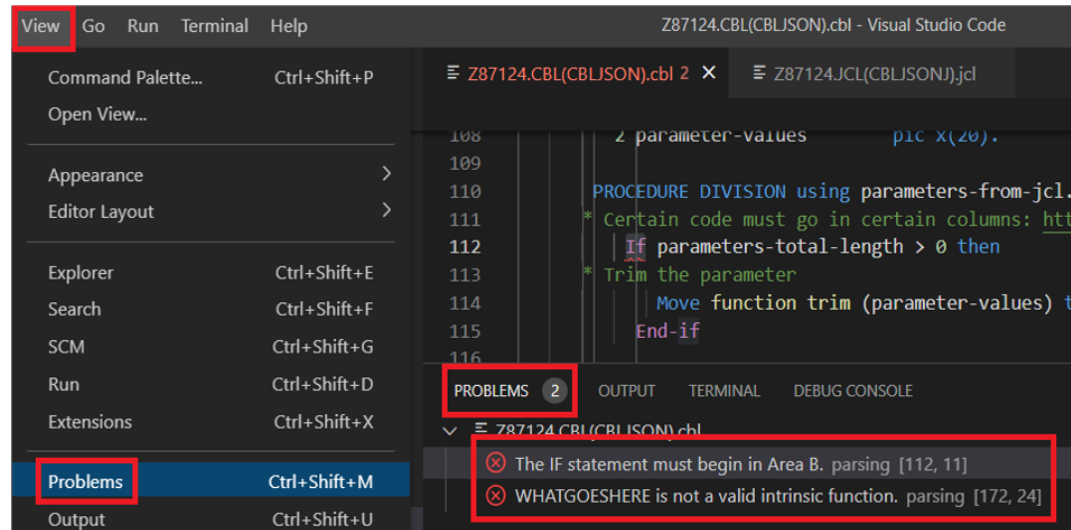 View Go Run Terminal Help Z87124.CBL(CBLJSON).cbl - Visual Studio Code
Command Palette... Ctrl+Shift+P
Open View...
Appearance
Editor Layout
Explorer Ctrl+Shift+E
Search Ctrl+Shift+F
SCM Ctrl+Shift+G
Run Ctrl+Shift+D
Extensions Ctrl+Shift+X
Problems Ctrl+Shift+M
Output Ctrl+Shift+U
Z87124.CBL(CBLJSON).cbl 2 Z87124.JCL(CBLJSONJ).jcl
108 2 parameter-values pic x(20).
109
110 PROCEDURE DIVISION using parameters-from-jcl.
111 * Certain code must go in certain columns: htt
112 If parameters-total-length > 0 then
113 * Trim the parameter
114 Move function trim (parameter-values) t
115 End-if
116
PROBLEMS 2 OUTPUT TERMINAL DEBUG CONSOLE
Z87124.CBL(CBLJSON).cbl
The IF statement must begin in Area B. parsing [112, 11]
WHATGOESHERE is not a valid intrinsic function. parsing [172, 24]